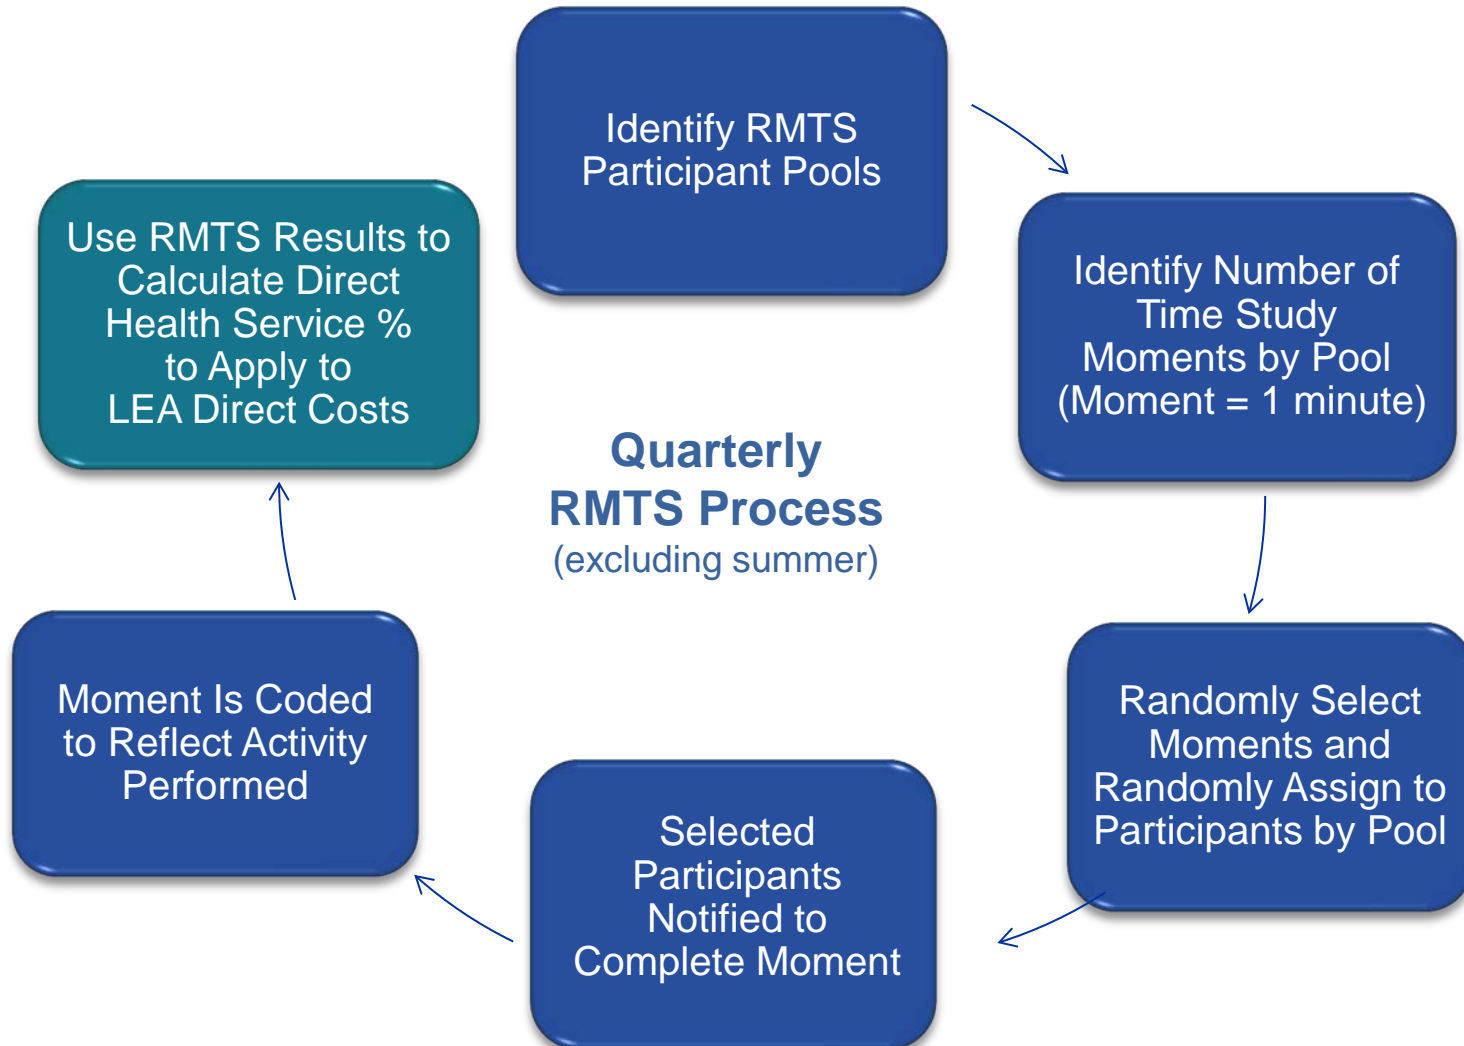 Identify RMTS
Participant Pools
Identify Number of
Time Study
Moments by Pool
(Moment = 1 minute)
Randomly Select
Moments and
Randomly Assign to
Participants by Pool
Selected
Participants
Notified to
Complete Moment
Moment Is Coded
to Reflect Activity
Performed
Use RMTS Results to
Calculate Direct
Health Service %
to Apply to
LEA Direct Costs
Quarterly
RMTS Process
(excluding summer)